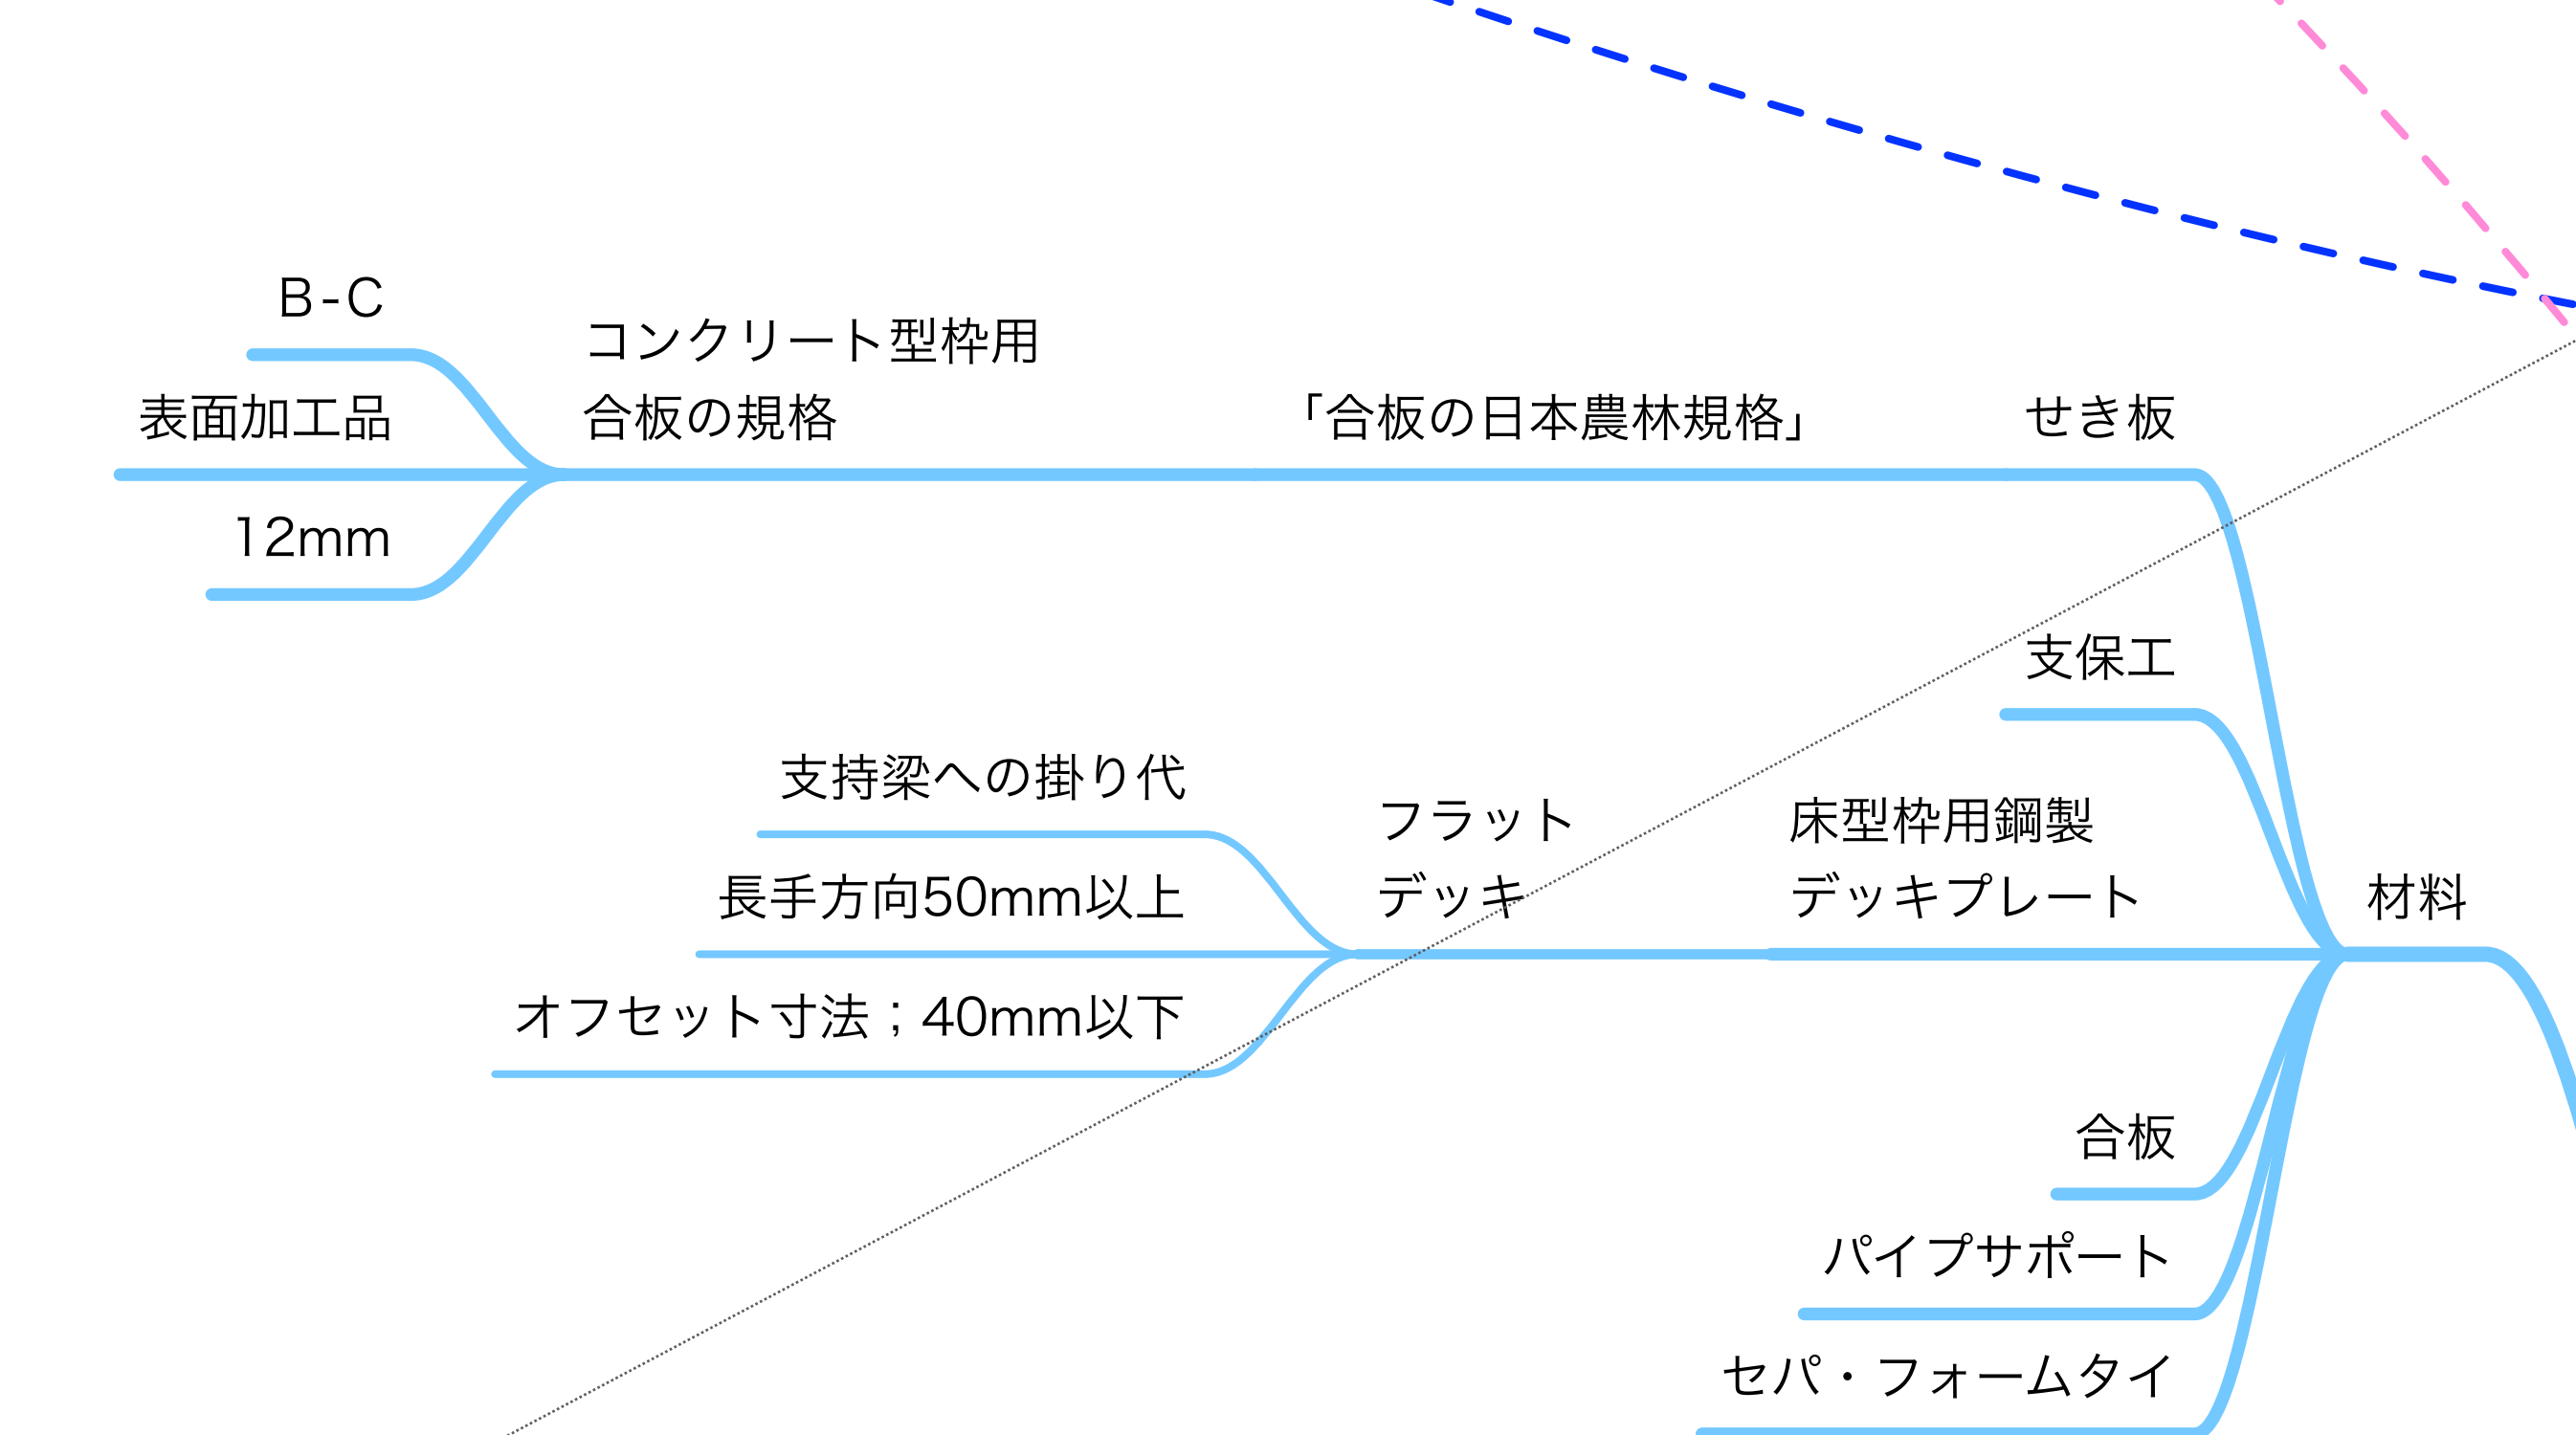 B-C
表面加工品
12mm
コンクリート型枠用
合板の規格
「合板の日本農林規格」
せき板
支保工
支持梁への掛り代
長手方向50mm以上
オフセット寸法；40mm以下
フラット
デッキ
床型枠用鋼製
デッキプレート
材料
合板
パイプサポート
セパ・フォームタイ